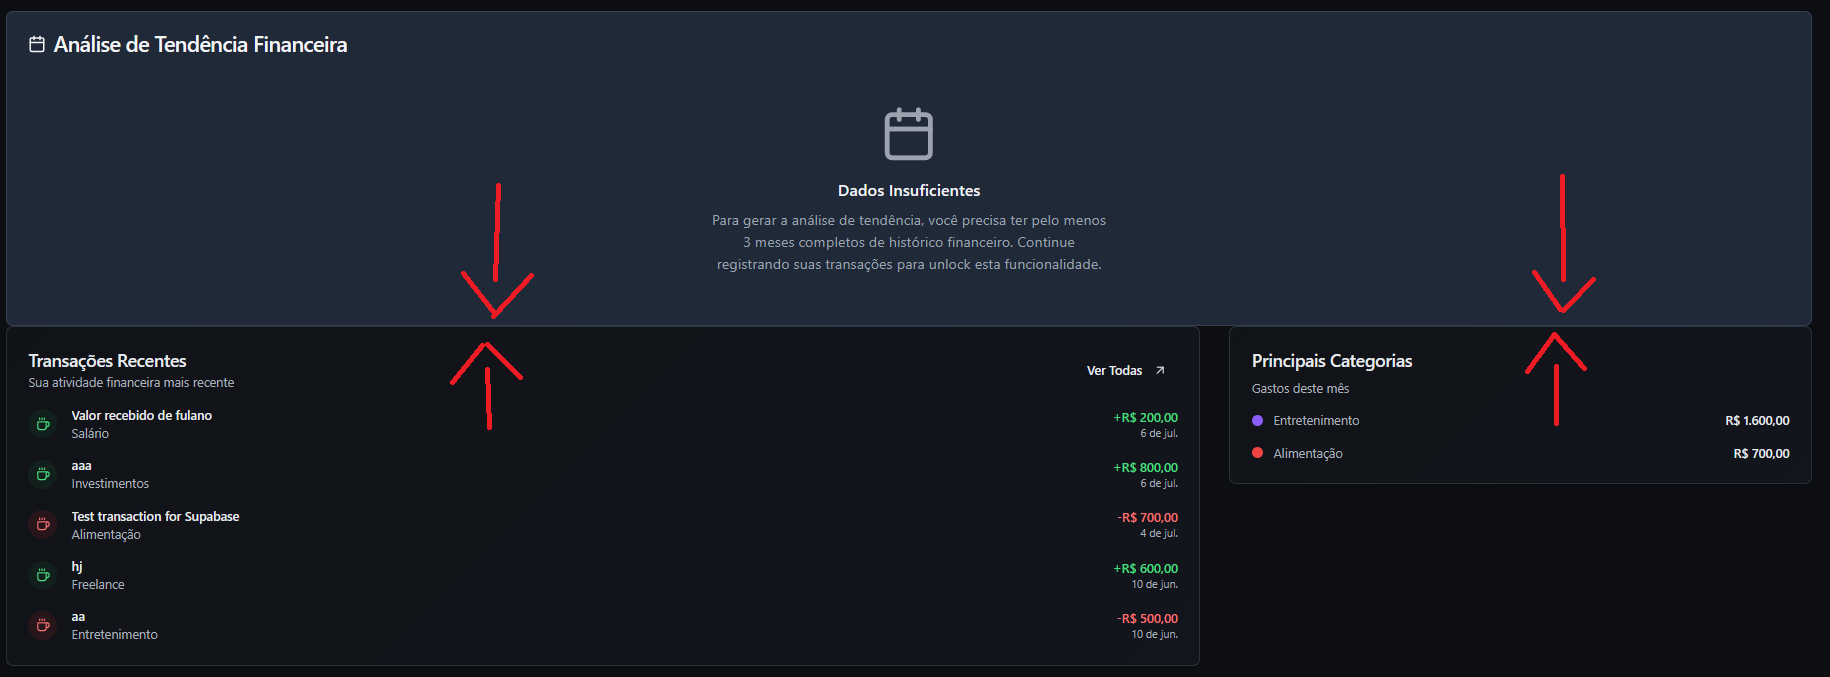 Análise de Tendência Financeira
Dados Insuficientes
Para gerar a análise de tendência, você precisa ter pelo menos
3 meses completos de histórico financeiro. Continue
registrando suas transações para unlock esta funcionalidade.
Transações Recentes
Sua atividade financeira mais recente
Ver Todas
Valor recebido de fulano
Salário
+R$ 200,00
6 de jul.
aaa
Investimentos
+R$ 800,00
6 de jul.
Test transaction for Supabase
Alimentação
-R$ 700,00
4 de jul.
hj
Freelance
+R$ 600,00
10 de jun.
aa
Entretenimento
-R$ 500,00
10 de jun.
Principais Categorias
Gastos deste mês
Entretenimento R$ 1.600,00
Alimentação R$ 700,00